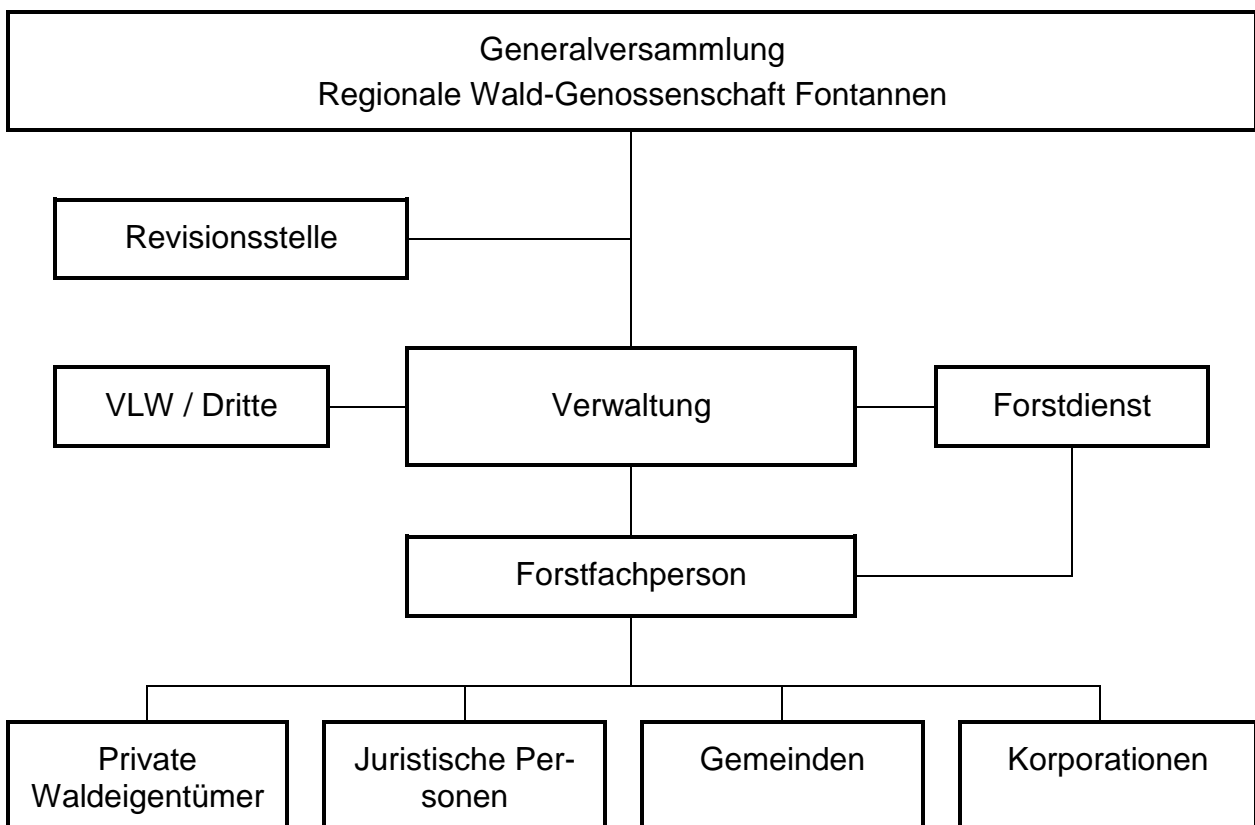 Generalversammlung
Regionale Wald-Genossenschaft Fontannen
Revisionsstelle
VLW / Dritte
Verwaltung
Forstdienst
Forstfachperson
Private
Waldeigentümer
Juristische Per-
sonen
Gemeinden
Korporationen